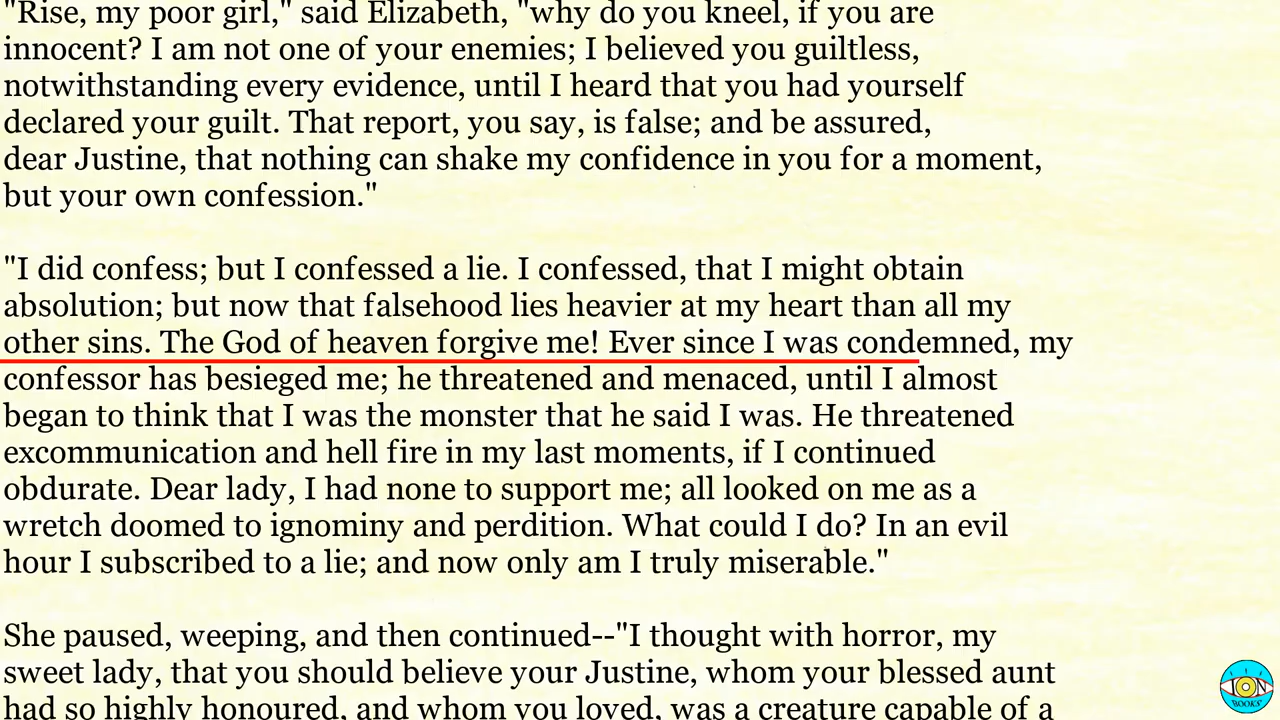 "Rise, my poor girl," said Elizabeth, "why do you kneel, if you are
innocent? I am not one of your enemies; I believed you guiltless,
notwithstanding every evidence, until I heard that you had yourself
declared your guilt. That report, you say, is false; and be assured,
dear Justine, that nothing can shake my confidence in you for a moment,
but your own confession."
"I did confess; but I confessed a lie. I confessed, that I might obtain
absolution; but now that falsehood lies heavier at my heart than all my
other sins. The God of heaven forgive me! Ever since I was condemned, my
confessor has besieged me; he threatened and menaced, until I almost
began to think that I was the monster that he said I was. He threatened
excommunication and hell fire in my last moments, if I continued
obdurate. Dear lady, I had none to support me; all looked on me as a
wretch doomed to ignominy and perdition. What could I do? In an evil
hour I subscribed to a lie; and now only am I truly miserable."
She paused, weeping, and then continued--"I thought with horror, my
sweet lady, that you should believe your Justine, whom your blessed aunt
had so highly honoured, and whom you loved, was a creature capable of a
ION
BOOKS